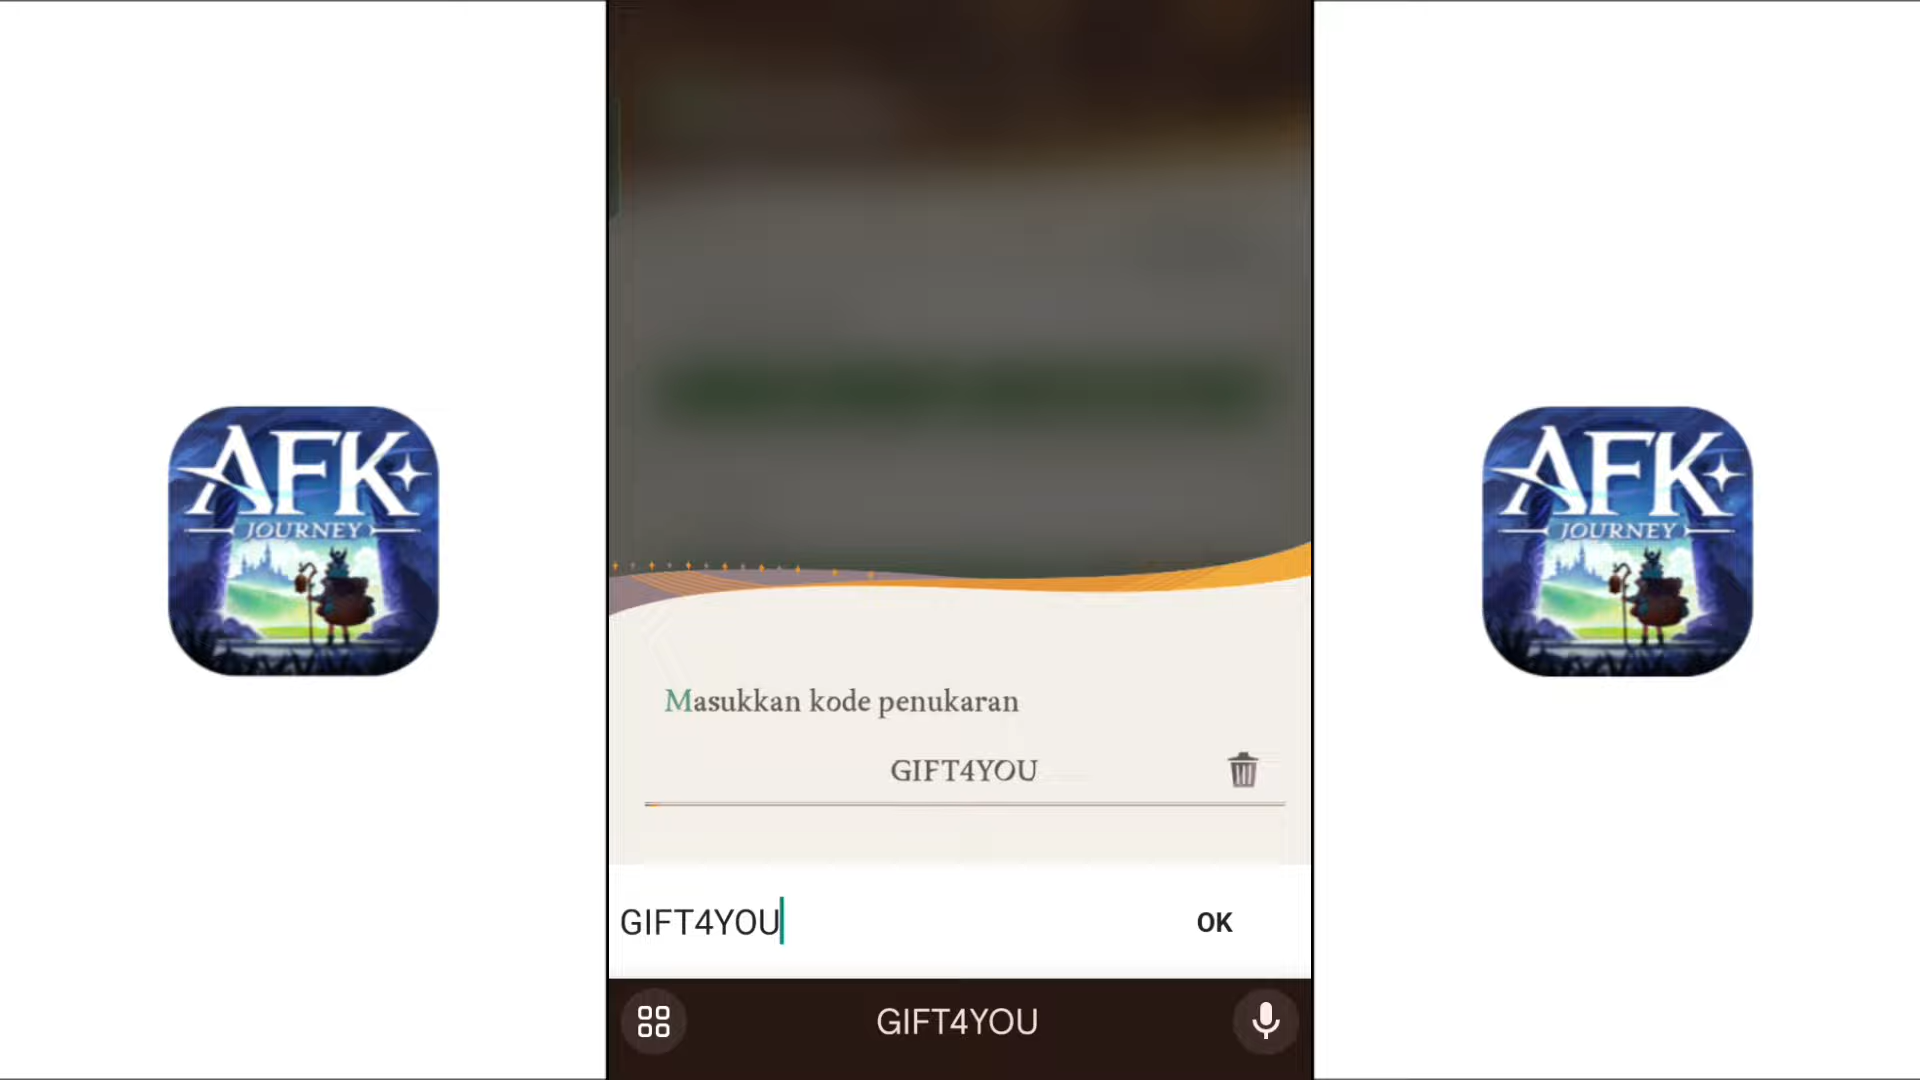 AFK
JOURNEY
Masukkan kode penukaran
GIFT4YOU
GIFT4YOU
OK
GIFT4YOU
AFK
JOURNEY